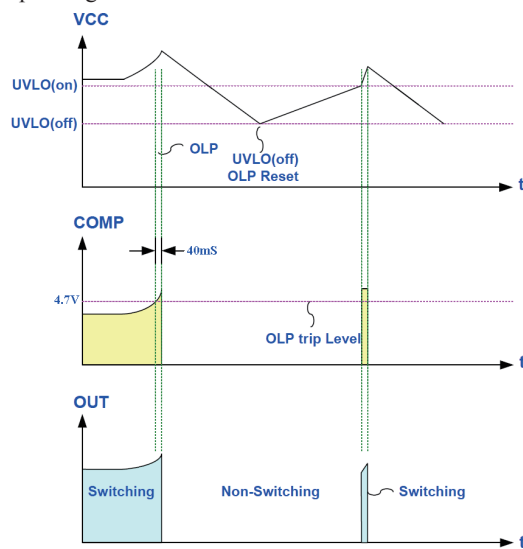 VCC
UVLO(on)
UVLO(off)
OLP
UVLO(off)
OLP Reset
t
COMP
40mS
4.7V
OLP trip Level
t
OUT
Switching
Non-Switching
Switching
t